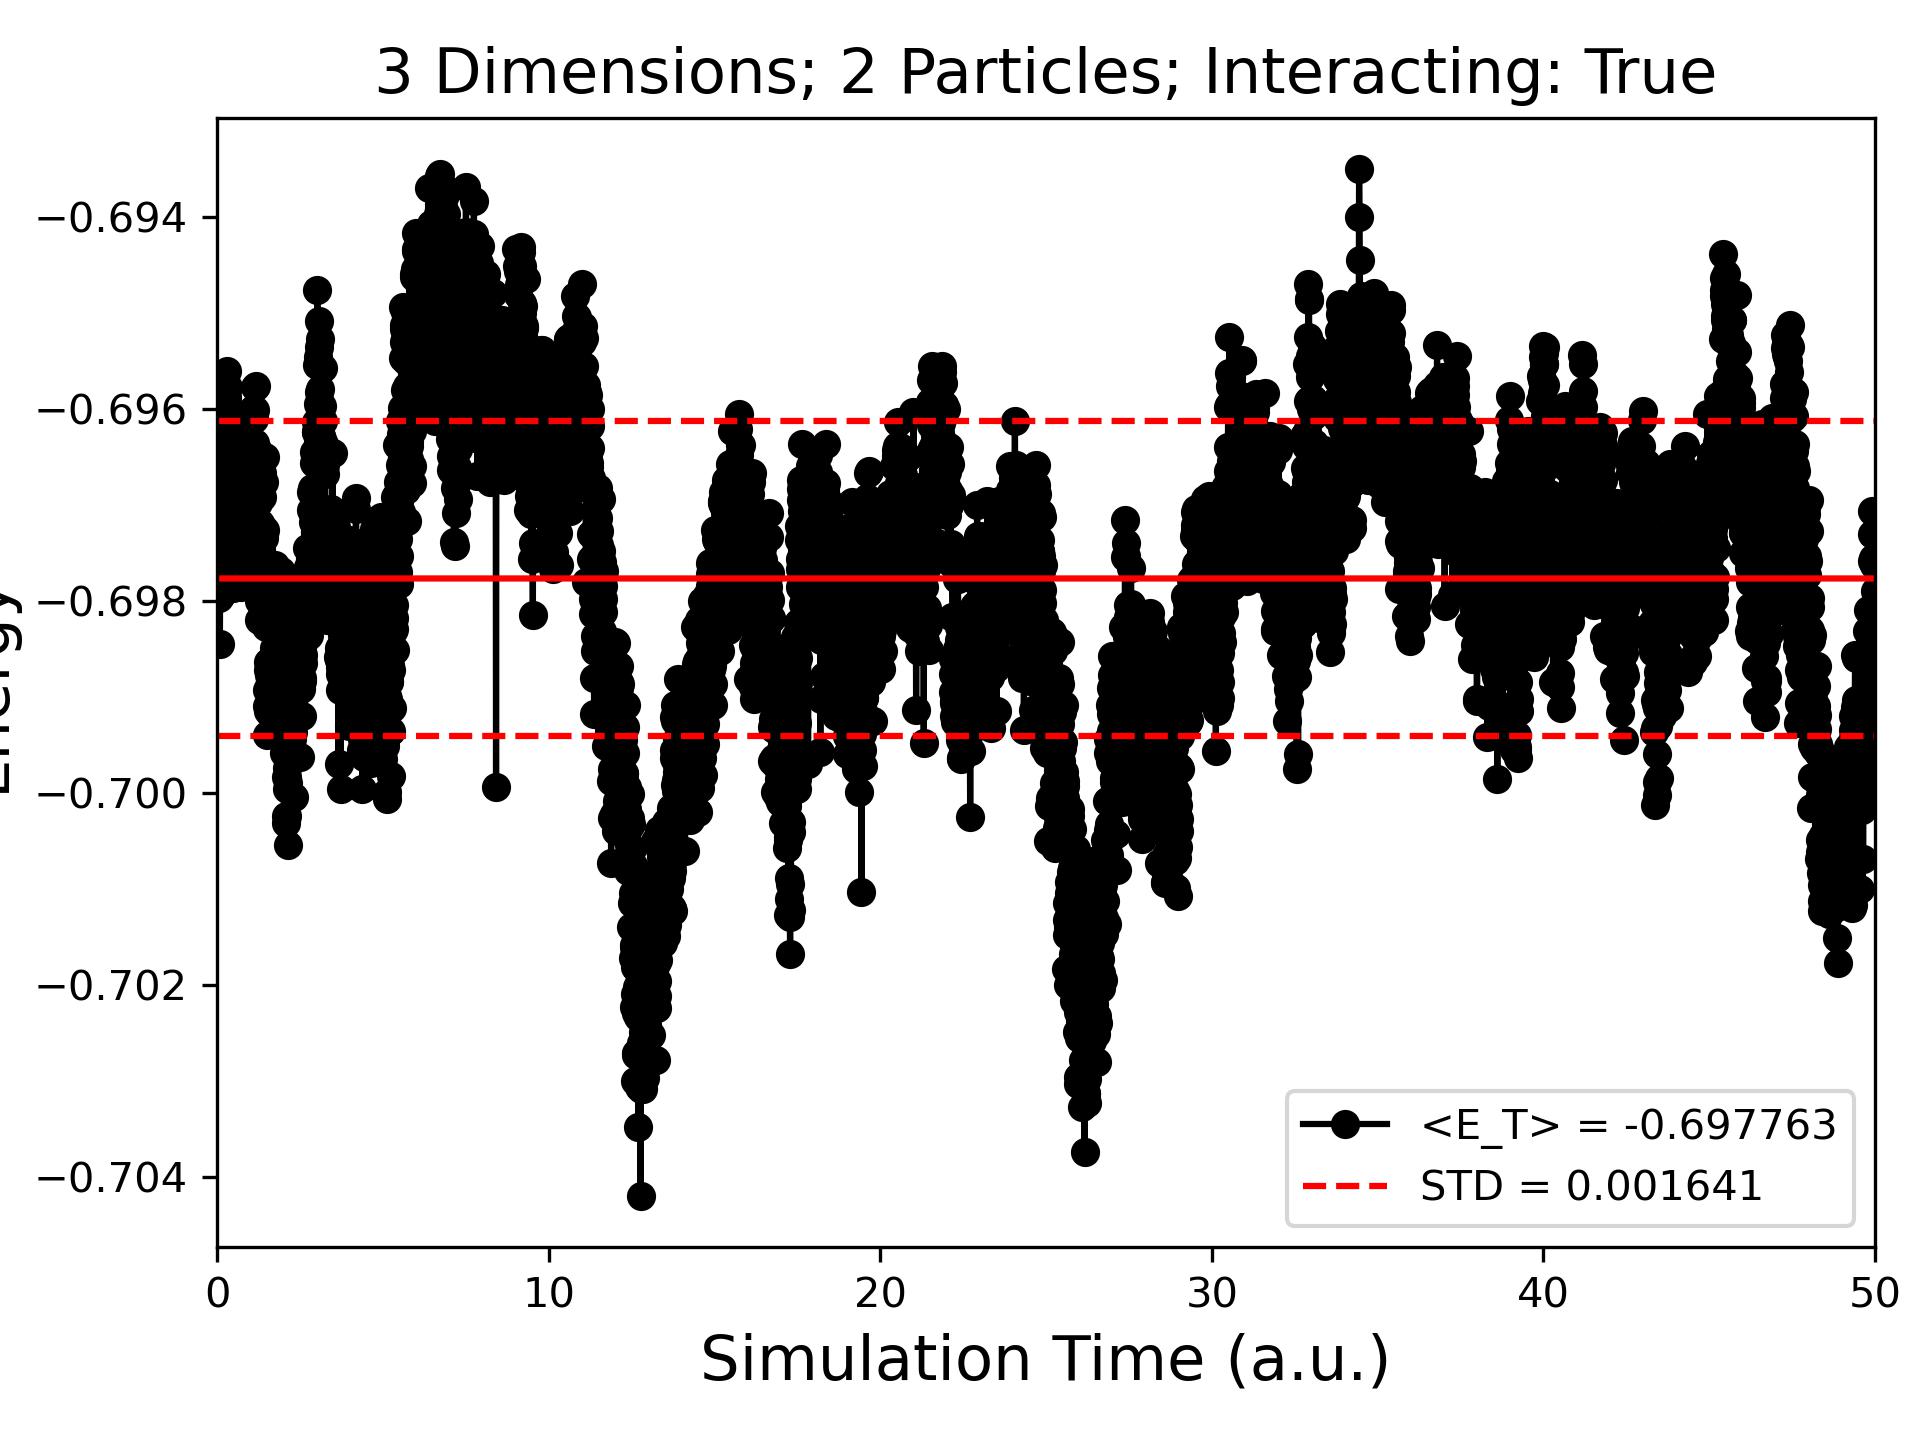 3 Dimensions; 2 Particles; Interacting: True
Energy
−0.694
−0.696
−0.698
−0.700
−0.702
−0.704
<E_T> = -0.697763
STD = 0.001641
0 10 20 30 40 50
Simulation Time (a.u.)